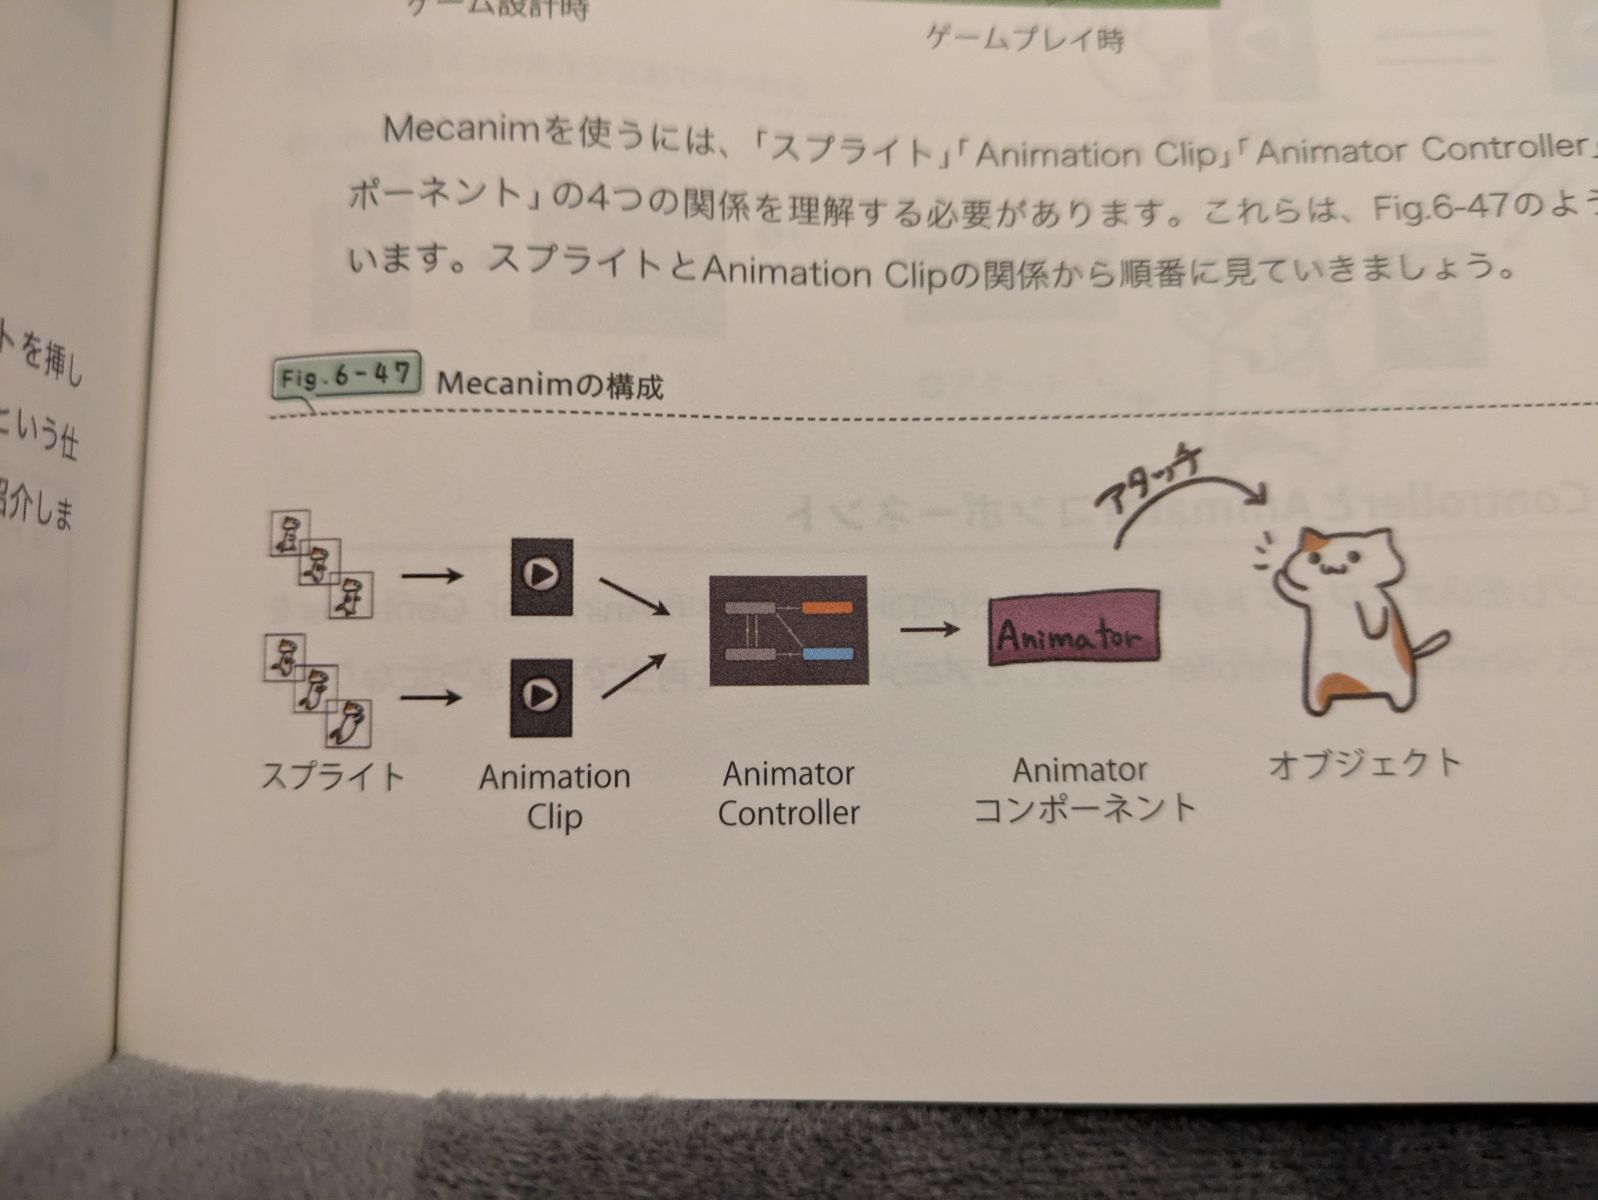 ゲーム設計時
ゲームプレイ時
Mecanimを使うには、「スプライト」「Animation Clip」「Animator Controller」
ポーネント」の4つの関係を理解する必要があります。これらは、Fig.6-47のよう
います。スプライトとAnimation Clipの関係から順番に見ていきましょう。
トを挿し
という仕
紹介しま
Fig.6-47 Mecanimの構成
アタッチ
Animator
スプライト
Animation
Clip
Animator
Controller
Animator
コンポーネント
オブジェクト